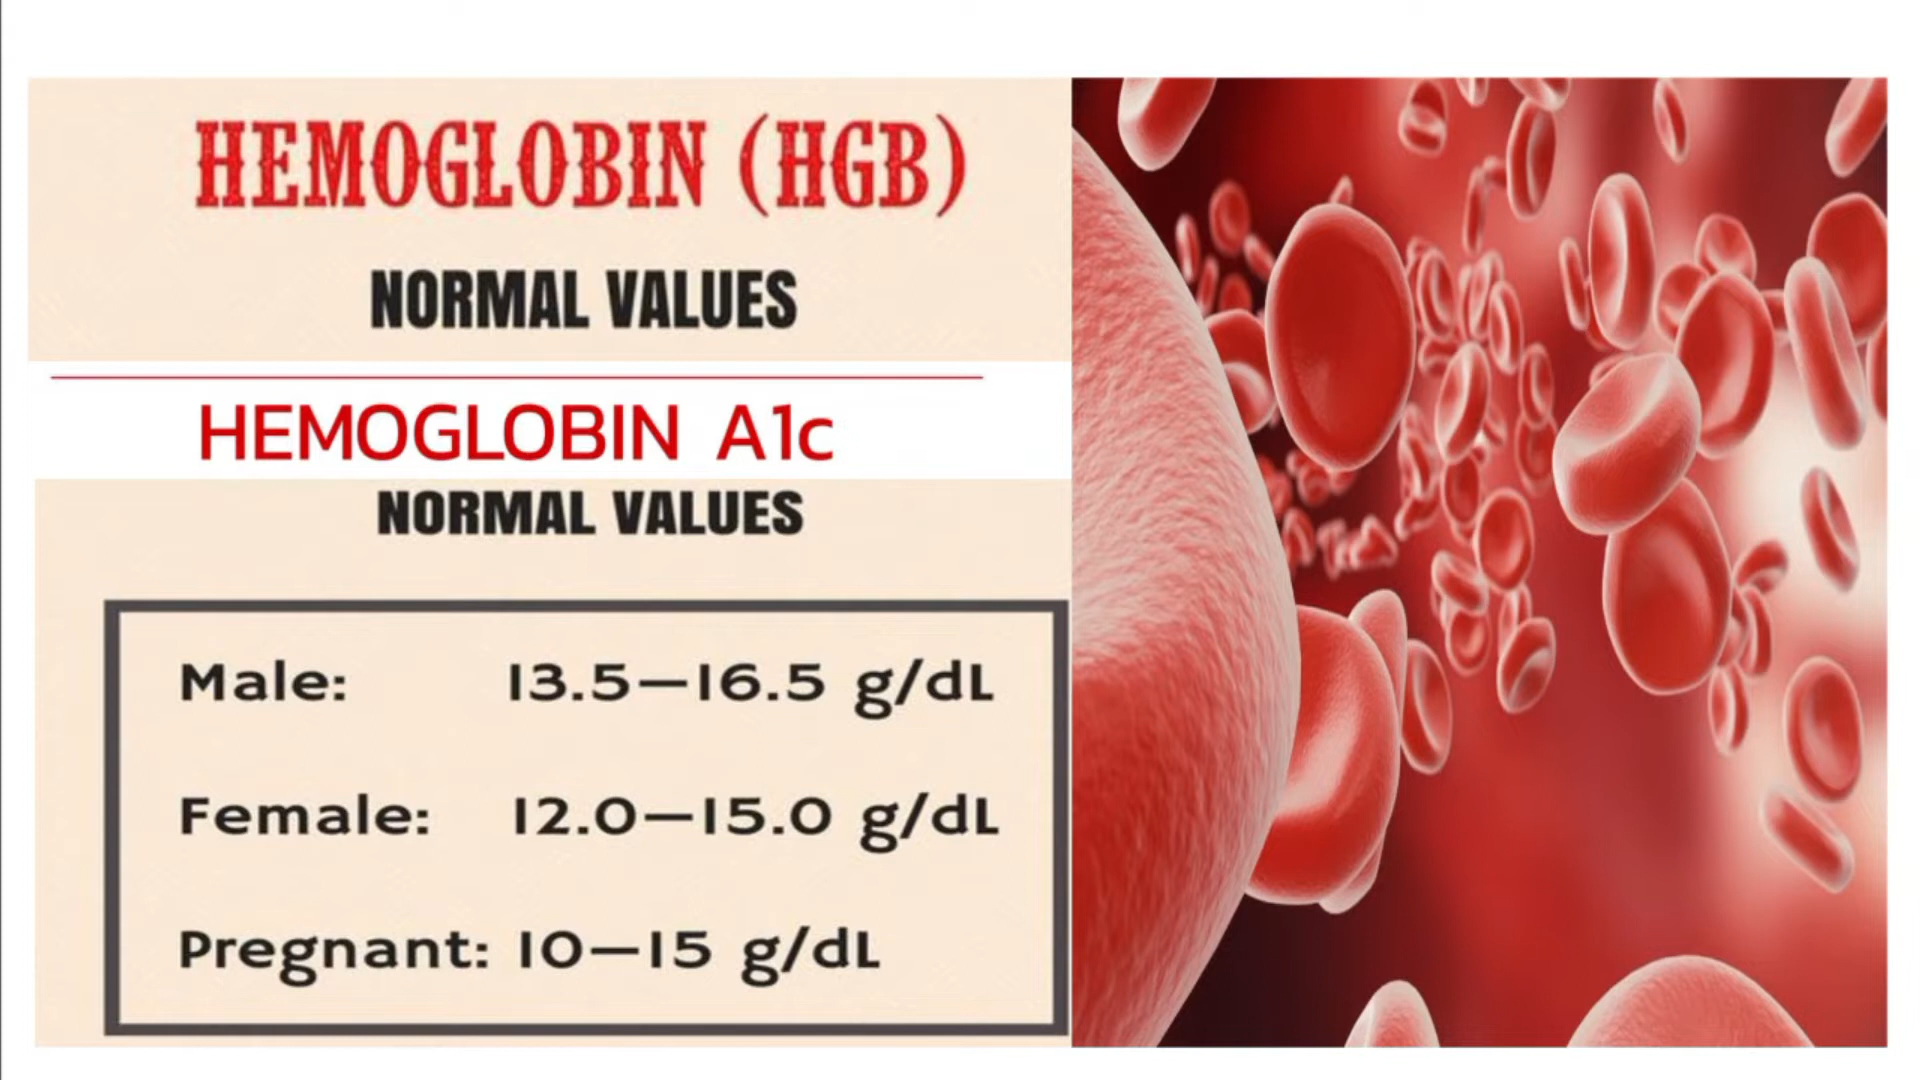 HEMOGLOBIN (HGB)
NORMAL VALUES
HEMOGLOBIN A1c
NORMAL VALUES
Male: 13.5–16.5 g/dL
Female: 12.0–15.0 g/dL
Pregnant: 10–15 g/dL